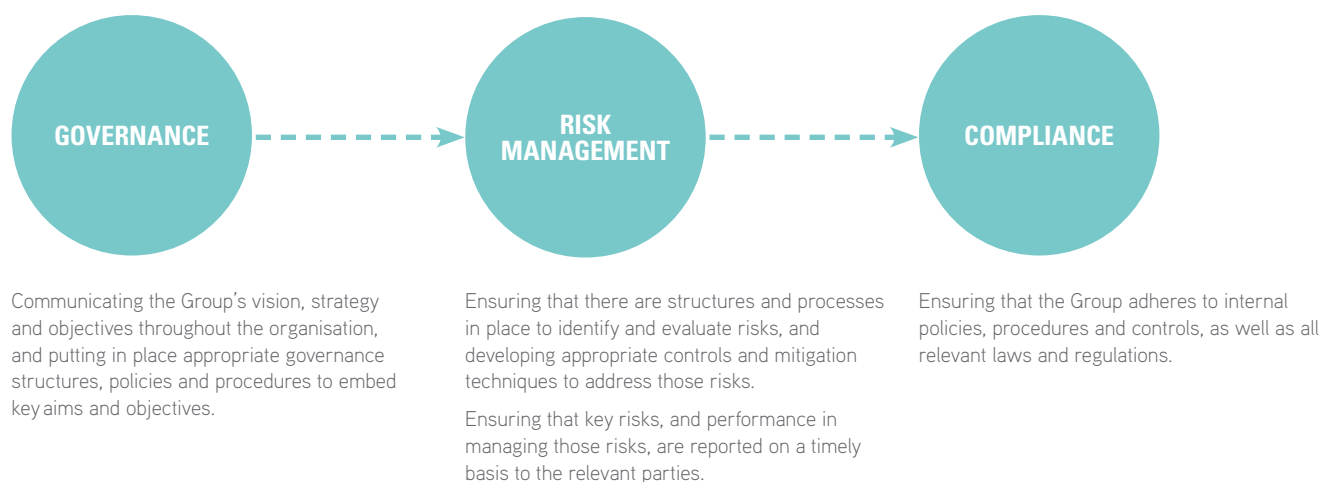 GOVERNANCE
RISK
MANAGEMENT
COMPLIANCE
Communicating the Group’s vision, strategy
and objectives throughout the organisation,
and putting in place appropriate governance
structures, policies and procedures to embed
key aims and objectives.
Ensuring that there are structures and processes
in place to identify and evaluate risks, and
developing appropriate controls and mitigation
techniques to address those risks.
Ensuring that key risks, and performance in
managing those risks, are reported on a timely
basis to the relevant parties.
Ensuring that the Group adheres to internal
policies, procedures and controls, as well as all
relevant laws and regulations.